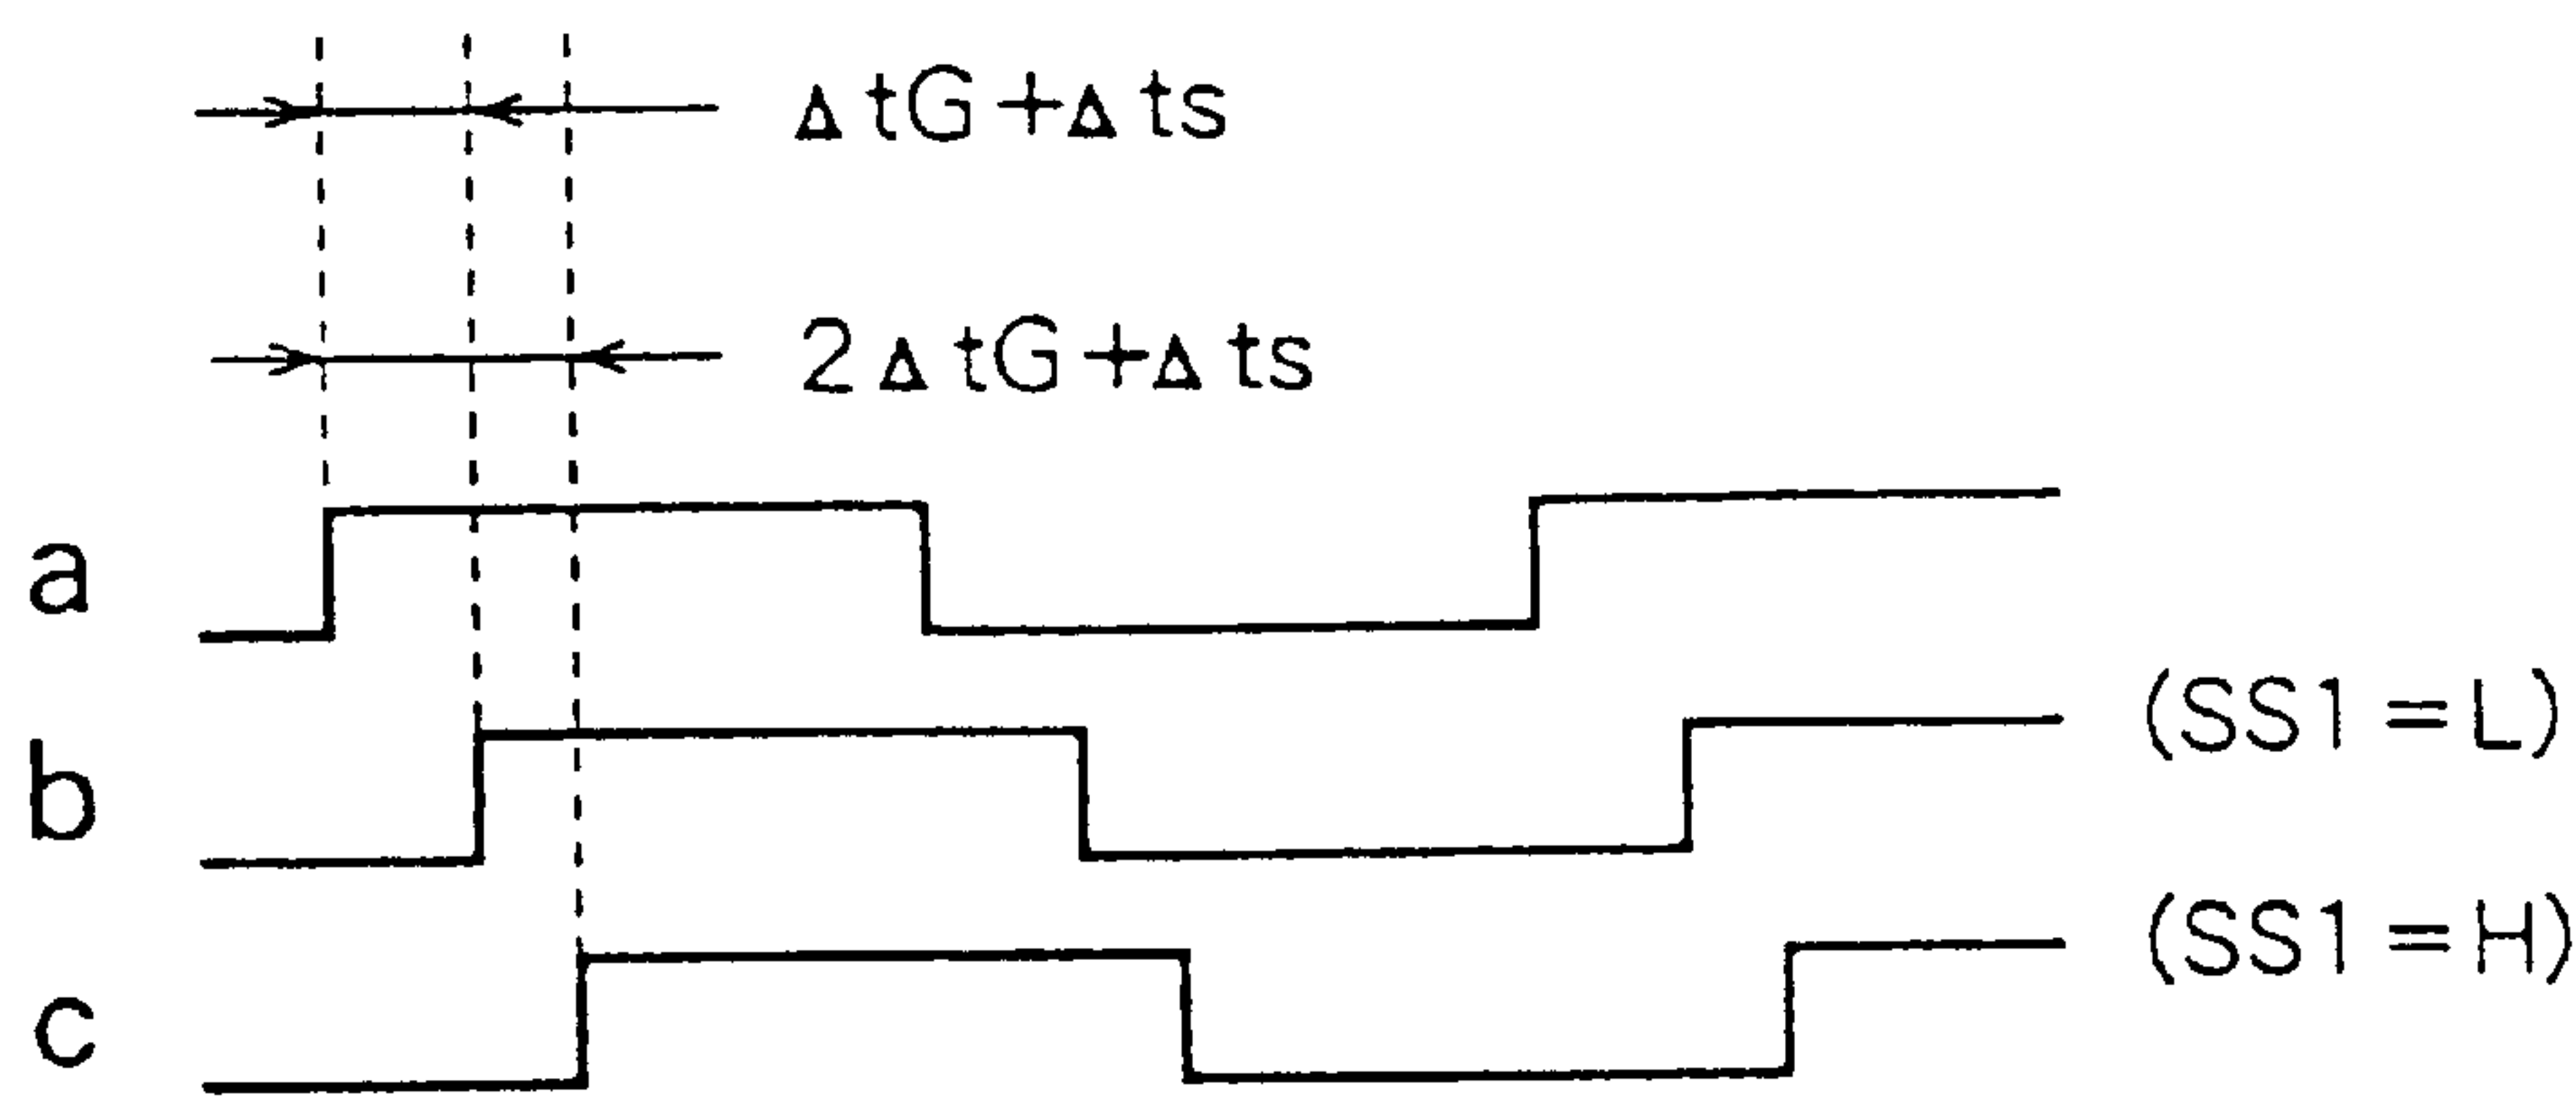 ΔtG+Δts
2ΔtG+Δts
a
(SS1=L)
b
(SS1=H)
c